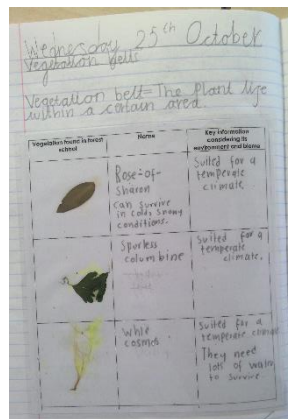 Wednesday 25th October
Vegetation belts
Vegetation belt=The plant life
within a certain area.
Vegetation found in forest school
Name
Key information considering its environment and biome
Rose-of-
sharon
can survive
in cold, snowy
conditions.
Suited for a
temperate
climate
Spurless
columbine
Suited for a
temperate
climate.
White
cosmos
suited for a
temperate
climate
They need
lots of water
to survive